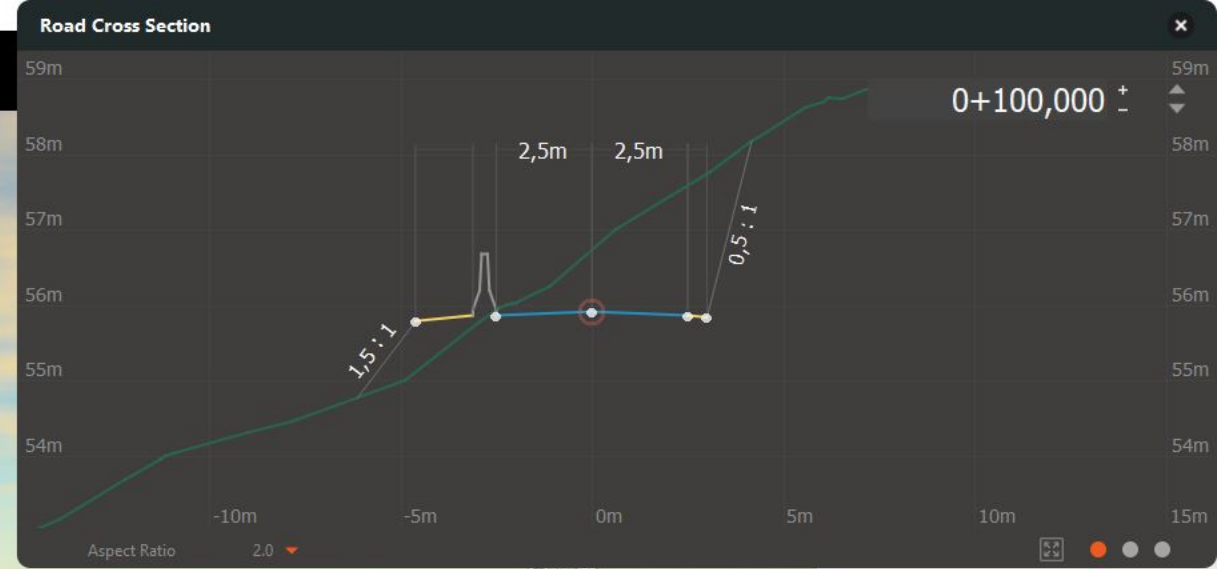 Road Cross Section
59m 59m
0+100,000 + −
58m 2,5m 2,5m 58m
57m 57m
0,5 : 1
56m 56m
1,5 : 1
55m 55m
54m 54m
-10m -5m 0m 5m 10m 15m
Aspect Ratio 2.0